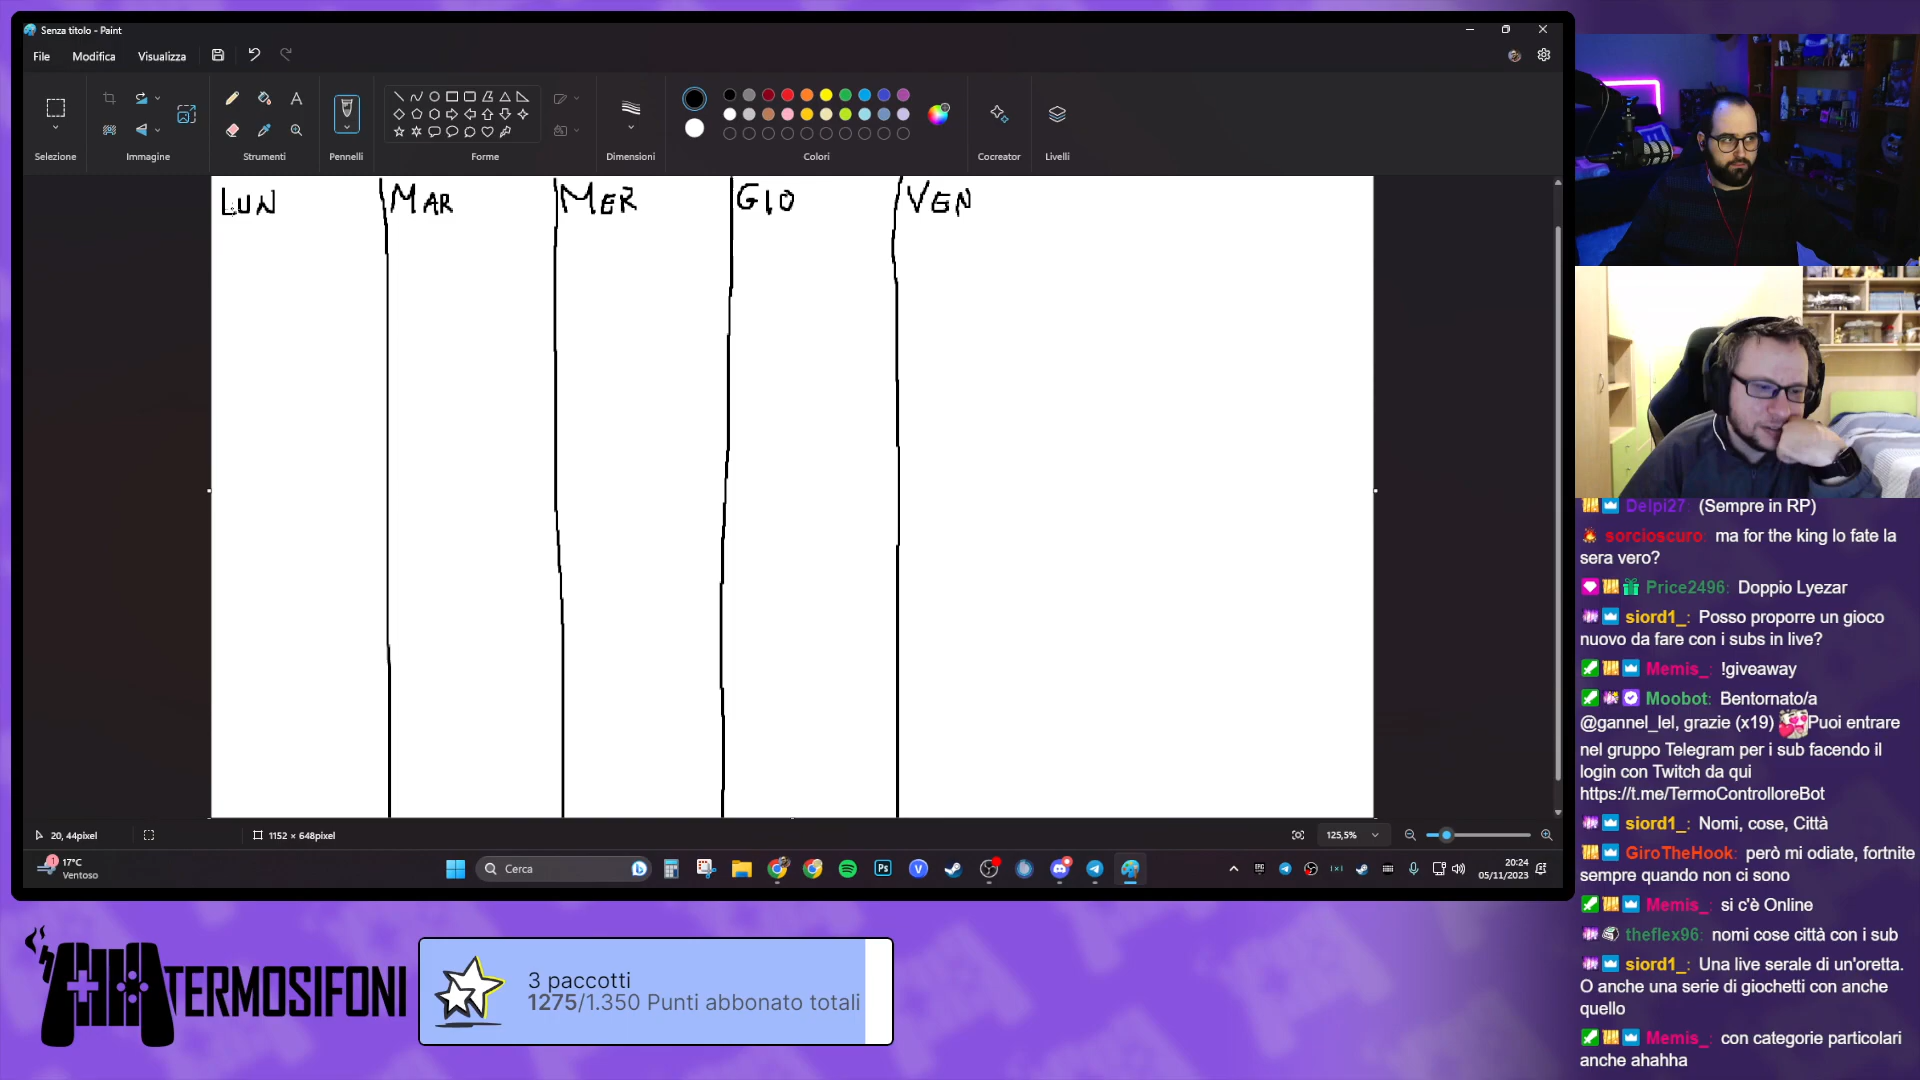 Senza titolo - Paint
File Modifica Visualizza
Selezione Immagine Strumenti Pennelli Forme Dimensioni Colori Cocreator Livelli
LUN MAR MER GIO VEN
20, 44pixel 1152 × 648pixel 125,5%
1 17°C
Ventoso
Cerca
Ps
20:24
05/11/2023
TERMOSIFONI
3 paccotti
1275/1.350 Punti abbonato totali
Delpi27: (Sempre in RP)
sorcioscuro: ma for the king lo fate la
sera vero?
Price2496: Doppio Lyezar
siord1_: Posso proporre un gioco
nuovo da fare con i subs in live?
Memis_: !giveaway
Moobot: Bentornato/a
@gannel_lel, grazie (x19) Puoi entrare
nel gruppo Telegram per i sub facendo il
login con Twitch da qui
https://t.me/TermoControlloreBot
siord1_: Nomi, cose, Città
GiroTheHook: però mi odiate, fortnite
sempre quando non ci sono
Memis_: si c'è Online
theflex96: nomi cose città con i sub
siord1_: Una live serale di un'oretta.
O anche una serie di giochetti con anche
quello
Memis_: con categorie particolari
anche ahahha